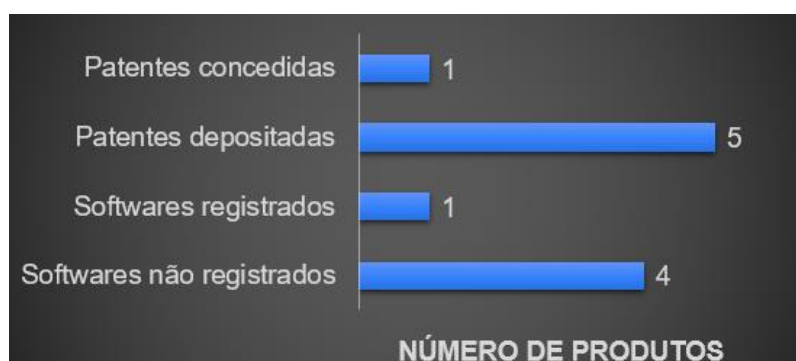 Patentes concedidas 1
Patentes depositadas 5
Softwares registrados 1
Softwares não registrados 4
NÚMERO DE PRODUTOS